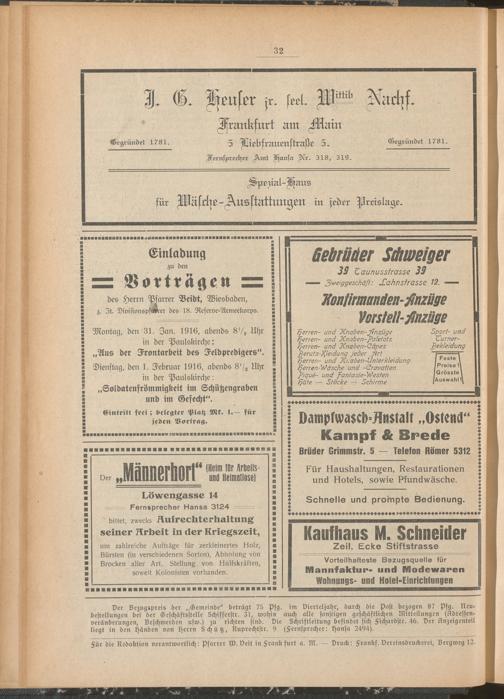 32
J. G. Heuser jr. seel. Wittib Nachf.
Frankfurt am Main
Gegründet 1781.
5 Liebfrauenstraße 5.
Gegründet 1781.
Fernsprecher Amt Hansa Nr. 318, 319.
Spezial-Haus
für Wäsche-Ausstattungen in jeder Preislage.
Einladung
zu den
Vorträgen
des Herrn Pfarrer Veidt, Wiesbaden,
z. Zt. Divisionspfarrer des 18. Reserve-Armeekorps.
Montag, den 31. Jan. 1916, abends 8½ Uhr
in der Paulskirche:
„Aus der Frontarbeit des Feldpredigers".
Dienstag, den 1. Februar 1916, abends 8½ Uhr
in der Paulskirche:
„Soldatenfrömmigkeit im Schützengraben
und im Gefecht".
Eintritt frei; belegter Platz Mk. 1.— für
jeden Vortrag.
Der „Männerhort" (Heim für Arbeits-
und Heimatlose)
Löwengasse 14
Fernsprecher Hansa 3124
bittet, zwecks Aufrechterhaltung
seiner Arbeit in der Kriegszeit,
um zahlreiche Aufträge für zerkleinertes Holz,
Bürsten (in verschiedenen Sorten), Abholung von
Brocken aller Art, Stellung von Hilfskräften,
soweit Kolonisten vorhanden.
Gebrüder Schweiger
39 Taunusstrasse 39
— Zweiggeschäft: Lahnstrasse 12. —
Konfirmanden-Anzüge
Vorstell-Anzüge
Herren- und Knaben-Anzüge
Herren- und Knaben-Paletots
Herren- und Knaben-Capes
Berufs-Kleidung jeder Art
Herren- und Knaben-Unterkleidung
Herren-Wäsche und -Cravatten
Piqué- und Fantasie-Westen
Hüte — Stöcke — Schirme
Sport- und
Turner-
Bekleidung
Feste
Preise!
Grösste
Auswahl!
Dampfwasch-Anstalt „Ostend"
Kampf & Brede
Brüder Grimmstr. 5 — Telefon Römer 5312
Für Haushaltungen, Restaurationen
und Hotels, sowie Pfundwäsche.
Schnelle und prompte Bedienung.
Kaufhaus M. Schneider
Zeil, Ecke Stiftstrasse
Vorteilhafteste Bezugsquelle für
Mannfaktur- und Modewaren
Wohnungs- und Hotel-Einrichtungen
Der Bezugspreis der „Gemeinde" beträgt 75 Pfg. im Vierteljahr, durch die Post bezogen 87 Pfg. Neu-
bestellungen bei der Geschäftsstelle Schifferstr. 51, wohin auch alle sonstigen geschäftlichen Mitteilungen (Adressen-
veränderungen, Beschwerden usw.) zu richten sind. Die Schriftleitung befindet sich Fichardstr. 46. Der Anzeigenteil
liegt in den Händen von Herrn Schütz, Ruprechtstr. 9 (Fernsprecher: Hansa 2494).
Für die Redaktion verantwortlich: Pfarrer W. Veit in Frankfurt a. M. — Druck: Frankf. Vereinsdruckerei, Bergweg 12.